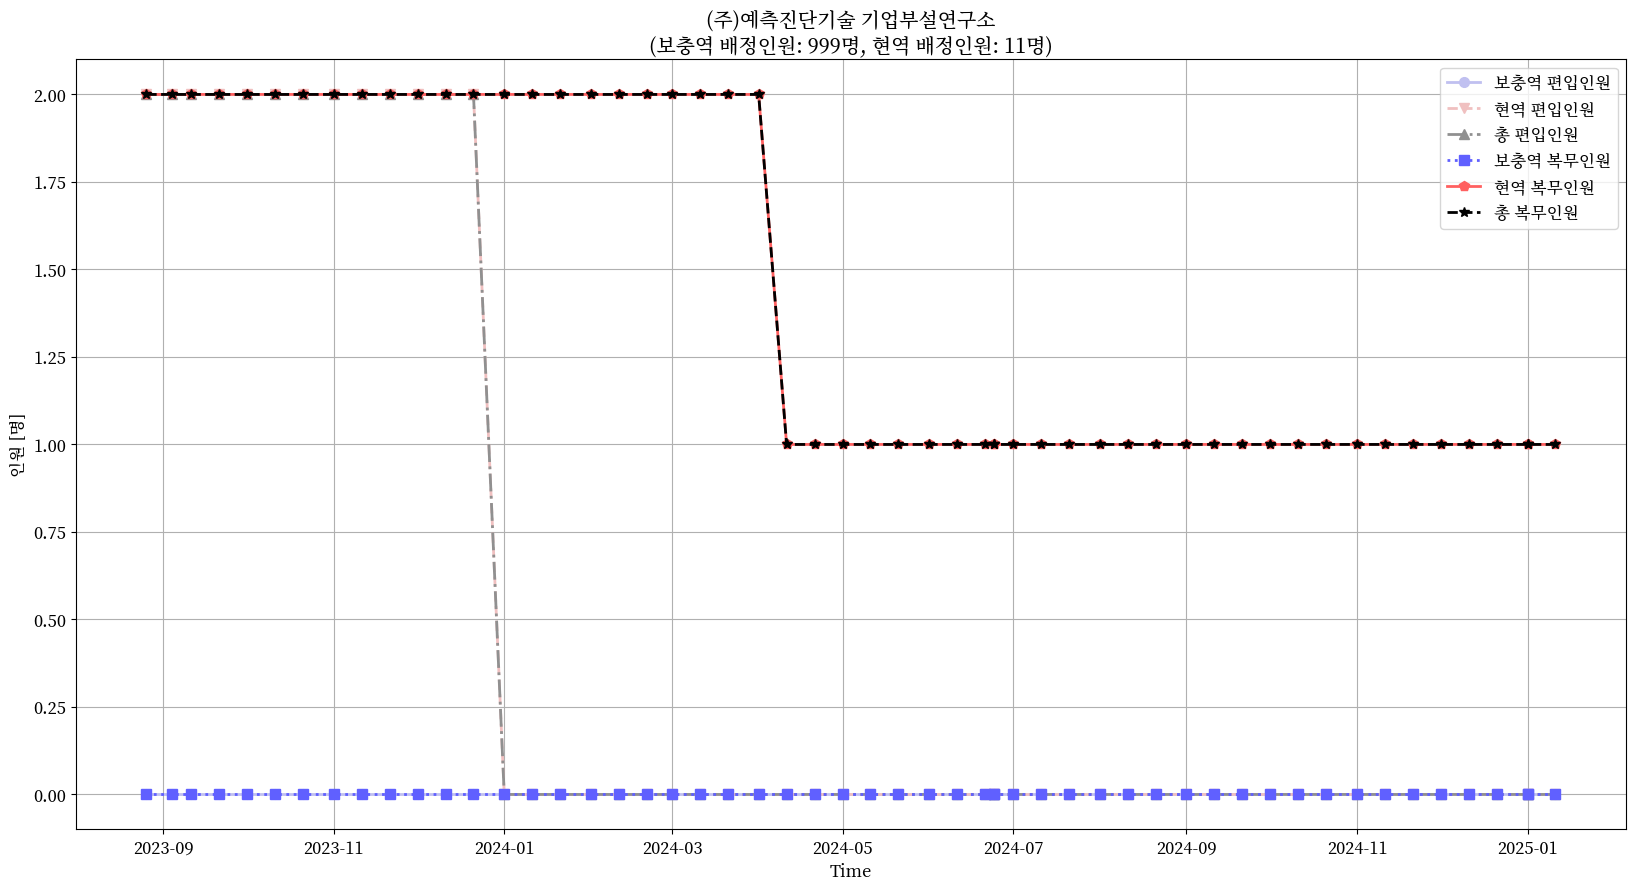 (주)예측진단기술 기업부설연구소
(보충역 배정인원: 999명, 현역 배정인원: 11명)
보충역 편입인원
현역 편입인원
총 편입인원
보충역 복무인원
현역 복무인원
총 복무인원
인원 [명]
2.00
1.75
1.50
1.25
1.00
0.75
0.50
0.25
0.00
2023-09 2023-11 2024-01 2024-03 2024-05 2024-07 2024-09 2024-11 2025-01
Time